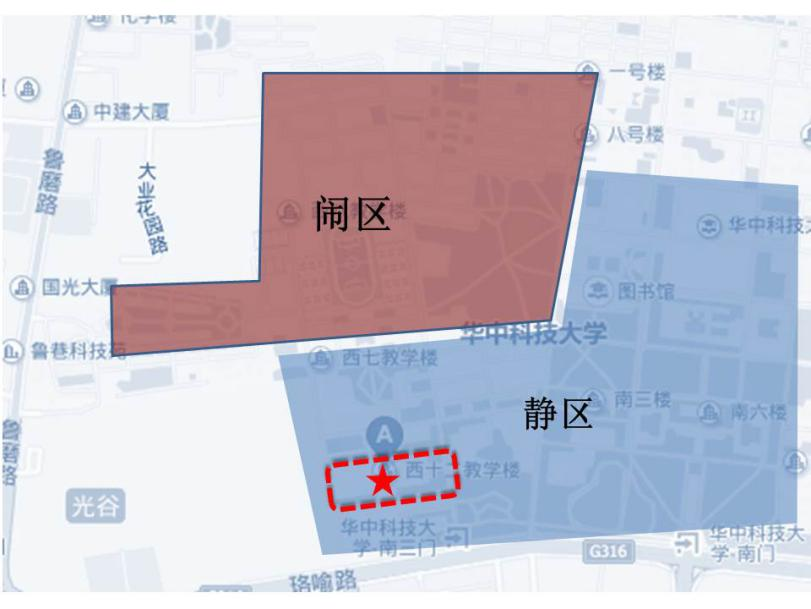 化学楼
一号楼
中建大厦
八号楼
鲁磨路
大业花园路
闹区
华中科技
国光大厦
图书馆
华中科技大学
鲁巷科技苑
西七教学楼
静区
南三楼
南六楼
A
鲁磨路
西十二教学楼
光谷
华中科技大
学-南三门
G316
华中科技大
学-南门
珞喻路